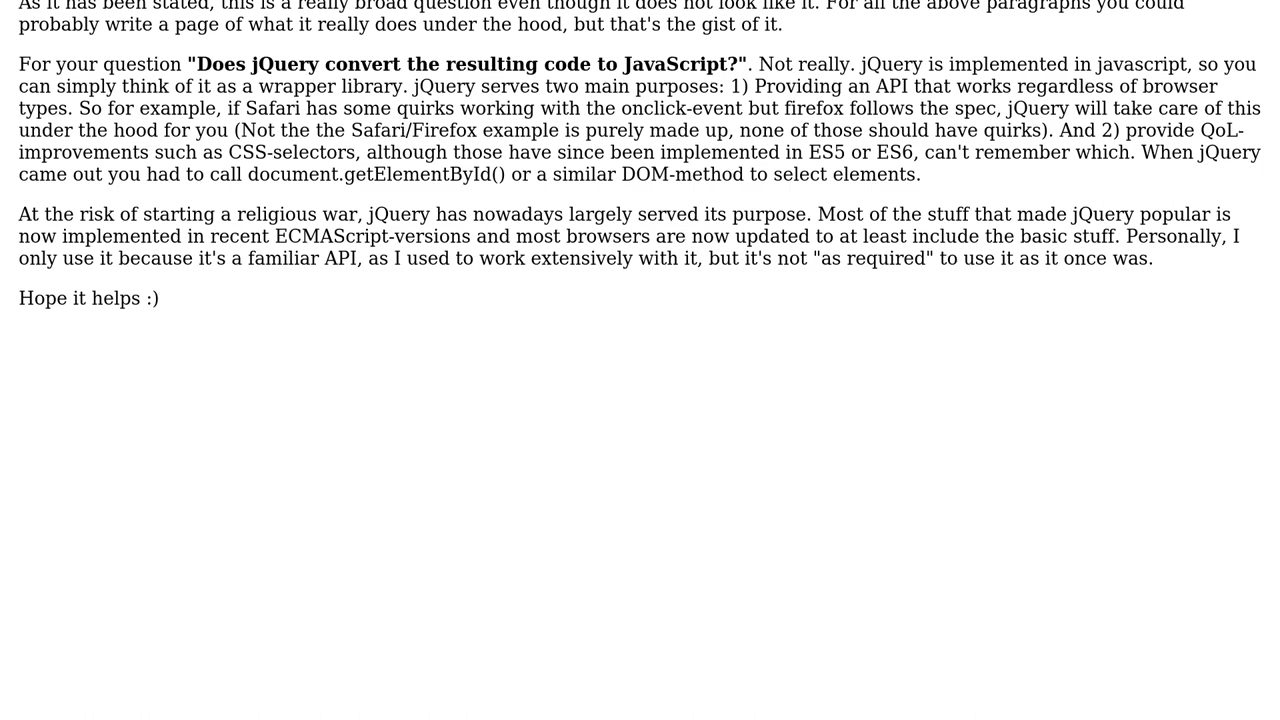 As it has been stated, this is a really broad question even though it does not look like it. For all the above paragraphs you could
probably write a page of what it really does under the hood, but that's the gist of it.
For your question "Does jQuery convert the resulting code to JavaScript?". Not really. jQuery is implemented in javascript, so you
can simply think of it as a wrapper library. jQuery serves two main purposes: 1) Providing an API that works regardless of browser
types. So for example, if Safari has some quirks working with the onclick-event but firefox follows the spec, jQuery will take care of this
under the hood for you (Not the the Safari/Firefox example is purely made up, none of those should have quirks). And 2) provide QoL-
improvements such as CSS-selectors, although those have since been implemented in ES5 or ES6, can't remember which. When jQuery
came out you had to call document.getElementById() or a similar DOM-method to select elements.
At the risk of starting a religious war, jQuery has nowadays largely served its purpose. Most of the stuff that made jQuery popular is
now implemented in recent ECMAScript-versions and most browsers are now updated to at least include the basic stuff. Personally, I
only use it because it's a familiar API, as I used to work extensively with it, but it's not "as required" to use it as it once was.
Hope it helps :)